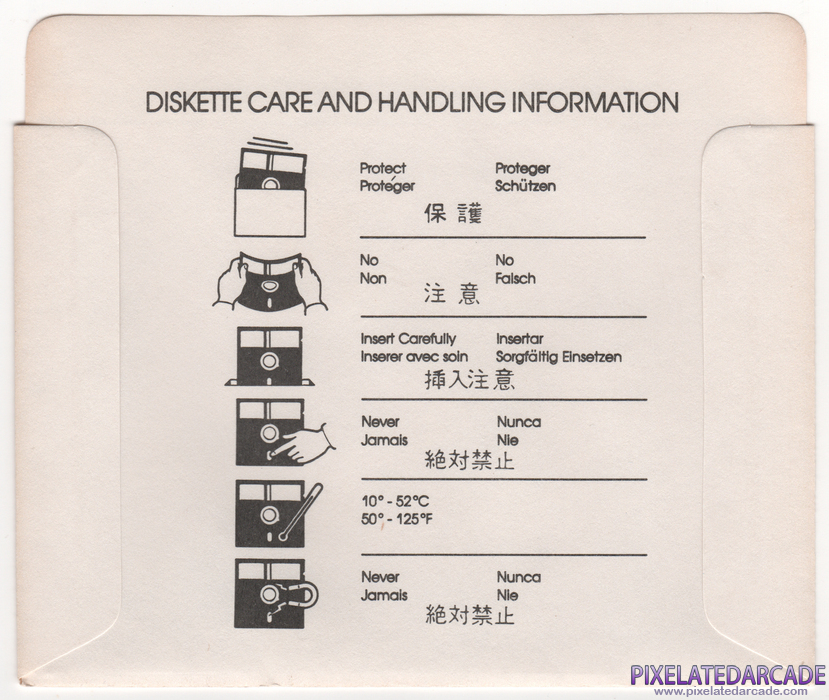 DISKETTE CARE AND HANDLING INFORMATION
Protect Proteger
Protéger Schützen
保護
No No
Non Falsch
注意
Insert Carefully Insertar
Inserer avec soin Sorgfältig Einsetzen
挿入注意
Never Nunca
Jamais Nie
絶対禁止
10° - 52°C
50° - 125°F
Never Nunca
Jamais Nie
絶対禁止
PIXELATEDARCADE
www.pixelatedarcade.com